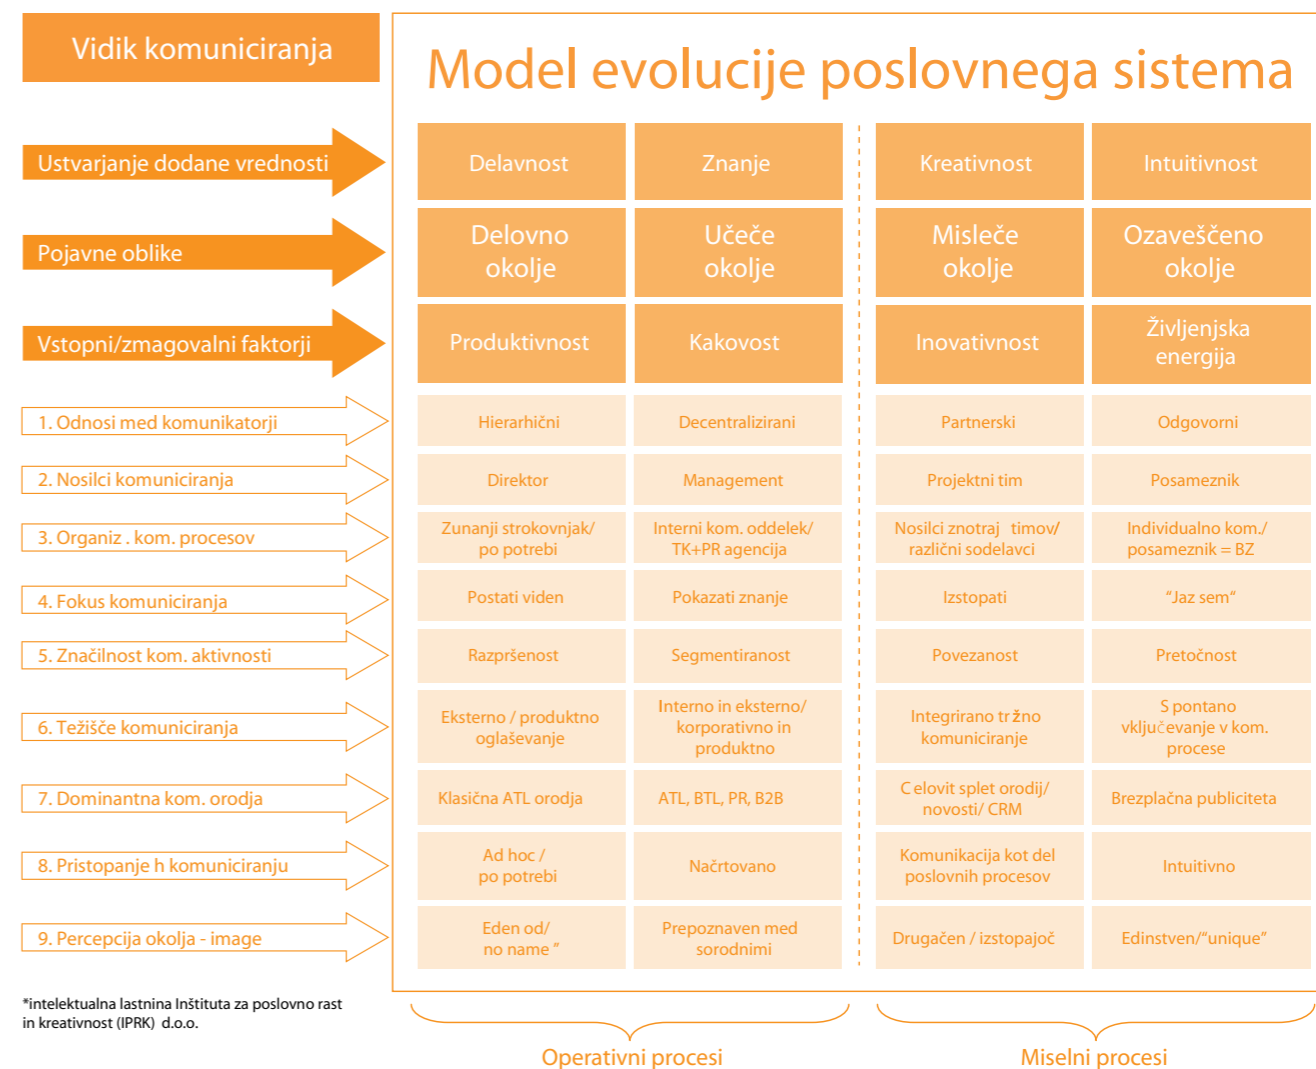 Vidik komuniciranja
Model evolucije poslovnega sistema
Ustvarjanje dodane vrednosti
Delavnost
Znanje
Kreativnost
Intuitivnost
Pojavne oblike
Delovno
okolje
Učeče
okolje
Misleče
okolje
Ozaveščeno
okolje
Vstopni/zmagovalni faktorji
Produktivnost
Kakovost
Inovativnost
Življenjska
energija
1. Odnosi med komunikatorji
Hierarhični
Decentralizirani
Partnerski
Odgovorni
2. Nosilci komuniciranja
Direktor
Management
Projektni tim
Posameznik
3. Organiz . kom. procesov
Zunanji strokovnjak/
po potrebi
Interni kom. oddelek/
TK+PR agencija
Nosilci znotraj timov/
različni sodelavci
Individualno kom./
posameznik = BZ
4. Fokus komuniciranja
Postati viden
Pokazati znanje
Izstopati
“Jaz sem“
5. Značilnost kom. aktivnosti
Razpršenost
Segmentiranost
Povezanost
Pretočnost
6. Težišče komuniciranja
Eksterno / produktno
oglaševanje
Interno in eksterno/
korporativno in
produktno
Integrirano tržno
komuniciranje
S pontano
vključevanje v kom.
procese
7. Dominantna kom. orodja
Klasična ATL orodja
ATL, BTL, PR, B2B
C elovit splet orodij/
novosti/ CRM
Brezplačna publiciteta
8. Pristopanje h komuniciranju
Ad hoc /
po potrebi
Načrtovano
Komunikacija kot del
poslovnih procesov
Intuitivno
9. Percepcija okolja - image
Eden od/
no name “
Prepoznaven med
sorodnimi
Drugačen / izstopajoč
Edinstven/“unique”
*intelektualna lastnina Inštituta za poslovno rast
in kreativnost (IPRK) d.o.o.
Operativni procesi
Miselni procesi